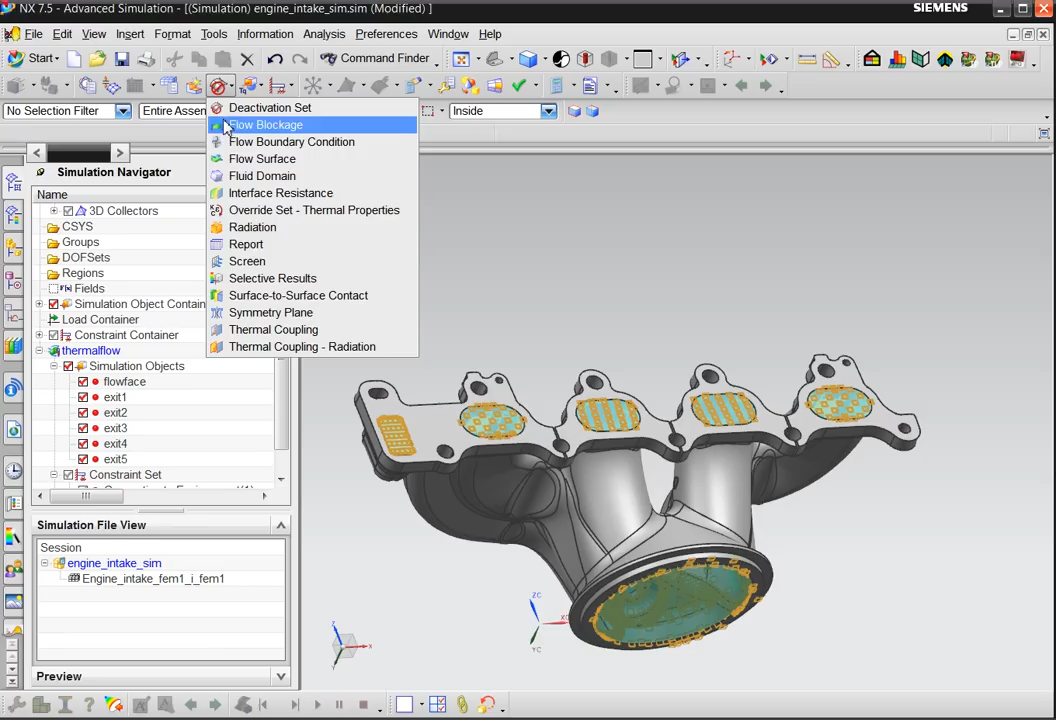 NX 7.5 - Advanced Simulation - [(Simulation) engine_intake_sim.sim (Modified) ]
SIEMENS
File Edit View Insert Format Tools Information Analysis Preferences Window Help
Start Command Finder
No Selection Filter Entire Assem Inside
Deactivation Set
Flow Blockage
Flow Boundary Condition
Flow Surface
Fluid Domain
Interface Resistance
Override Set - Thermal Properties
Radiation
Report
Screen
Selective Results
Surface-to-Surface Contact
Symmetry Plane
Thermal Coupling
Thermal Coupling - Radiation
Simulation Navigator
Name
3D Collectors
CSYS
Groups
DOFSets
Regions
Fields
Simulation Object Contain
Load Container
Constraint Container
thermalflow
Simulation Objects
flowface
exit1
exit2
exit3
exit4
exit5
Constraint Set
Simulation File View
Session
engine_intake_sim
Engine_intake_fem1_i_fem1
Preview
ZC
XC
YC
Z
X
Y